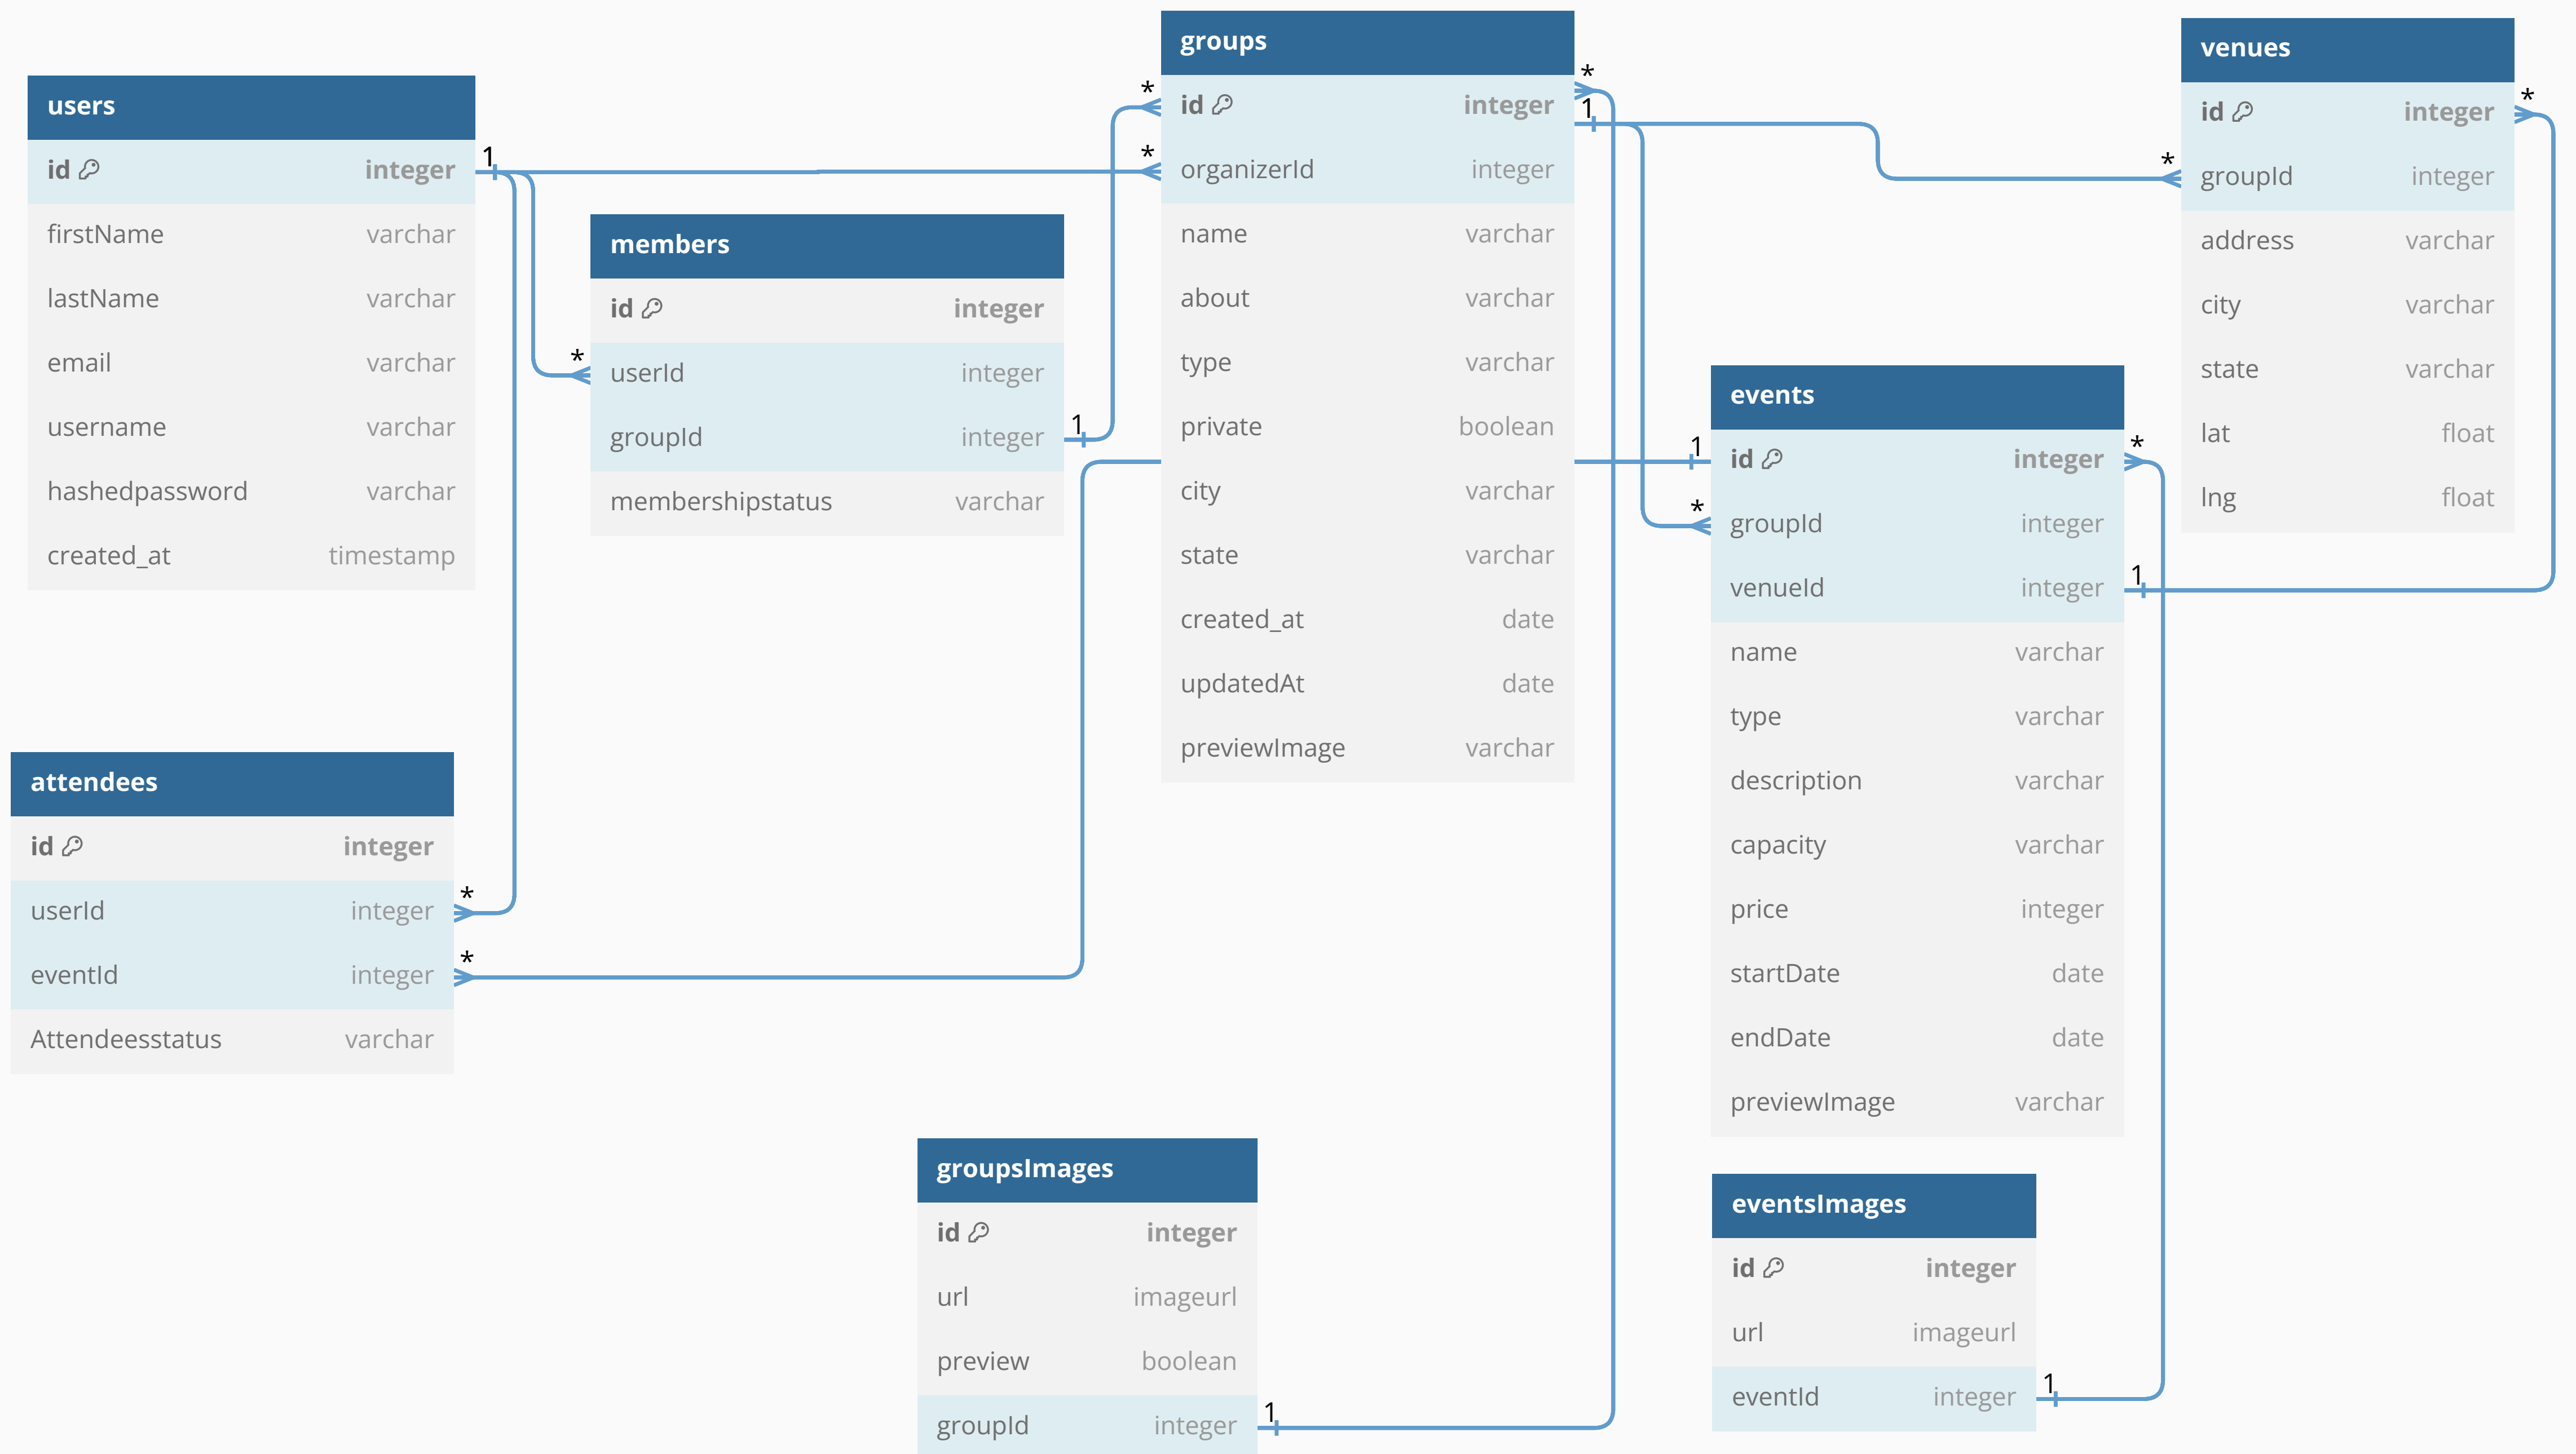 users
id integer
firstName varchar
lastName varchar
email varchar
username varchar
hashedpassword varchar
created_at timestamp
1
members
id integer
userId integer
groupId integer
membershipstatus varchar
*
1
groups
id integer
organizerId integer
name varchar
about varchar
type varchar
private boolean
city varchar
state varchar
created_at date
updatedAt date
previewImage varchar
*
*
*
1
venues
id integer
groupId integer
address varchar
city varchar
state varchar
lat float
lng float
*
*
events
id integer
groupId integer
venueId integer
name varchar
type varchar
description varchar
capacity varchar
price integer
startDate date
endDate date
previewImage varchar
1
*
*
1
attendees
id integer
userId integer
eventId integer
Attendeesstatus varchar
*
*
groupsImages
id integer
url imageurl
preview boolean
groupId integer
1
eventsImages
id integer
url imageurl
eventId integer
1